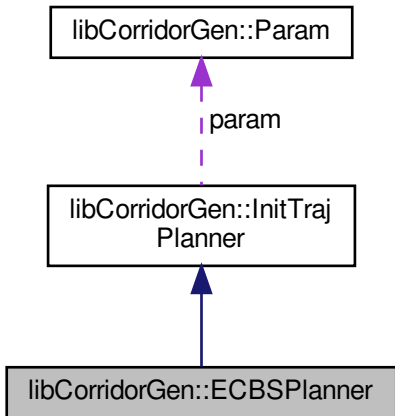 libCorridorGen::Param
param
libCorridorGen::InitTraj
Planner
libCorridorGen::ECBSPlanner